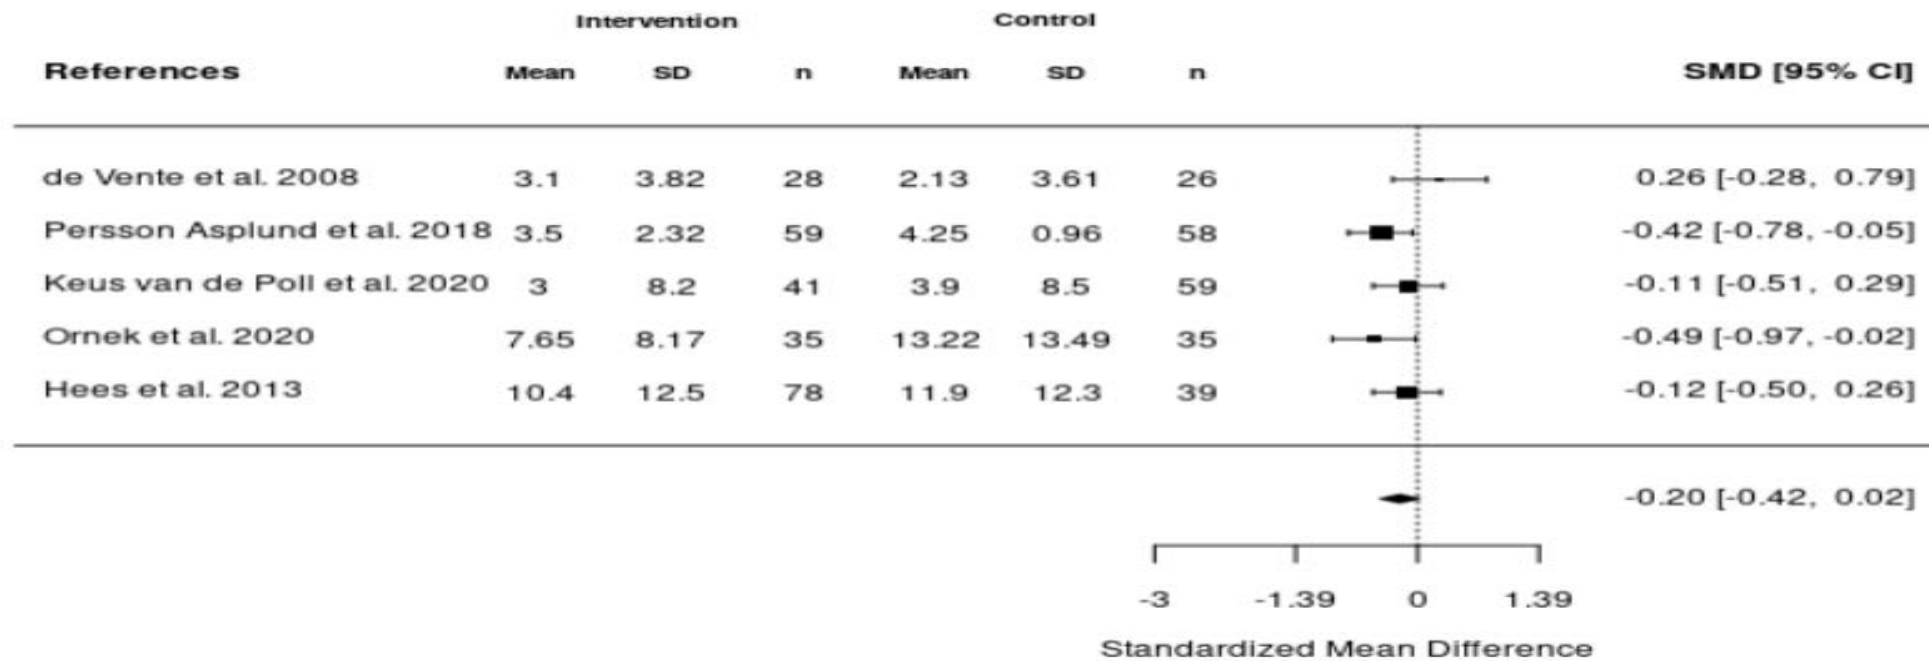 Intervention Control
References Mean SD n Mean SD n SMD [95% CI]
de Vente et al. 2008 3.1 3.82 28 2.13 3.61 26 0.26 [-0.28, 0.79]
Persson Asplund et al. 2018 3.5 2.32 59 4.25 0.96 58 -0.42 [-0.78, -0.05]
Keus van de Poll et al. 2020 3 8.2 41 3.9 8.5 59 -0.11 [-0.51, 0.29]
Ornek et al. 2020 7.65 8.17 35 13.22 13.49 35 -0.49 [-0.97, -0.02]
Hees et al. 2013 10.4 12.5 78 11.9 12.3 39 -0.12 [-0.50, 0.26]
-0.20 [-0.42, 0.02]
-3 -1.39 0 1.39
Standardized Mean Difference